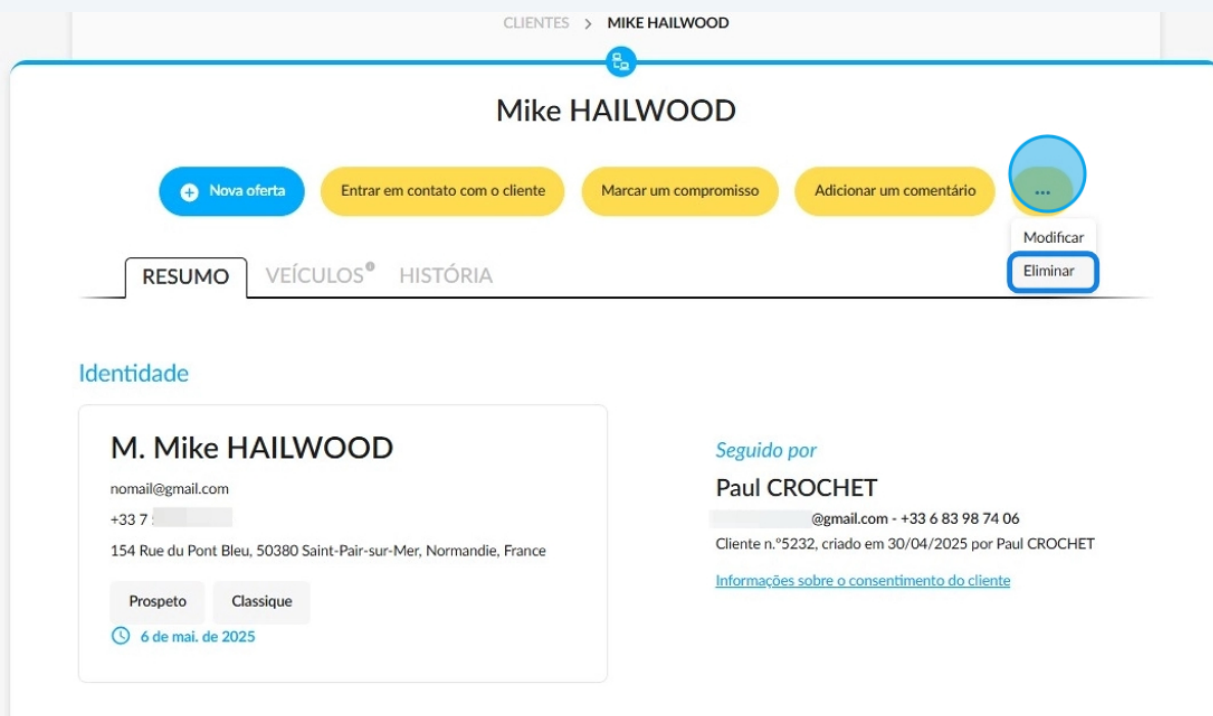 CLIENTES > MIKE HAILWOOD
Mike HAILWOOD
Nova oferta
Entrar em contato com o cliente
Marcar um compromisso
Adicionar um comentário
...
Modificar
Eliminar
RESUMO
VEÍCULOS
HISTÓRIA
Identidade
M. Mike HAILWOOD
nomail@gmail.com
+33 7
154 Rue du Pont Bleu, 50380 Saint-Pair-sur-Mer, Normandie, France
Prospeto
Classique
6 de mai. de 2025
Seguido por
Paul CROCHET
@gmail.com - +33 6 83 98 74 06
Cliente n.º5232, criado em 30/04/2025 por Paul CROCHET
Informações sobre o consentimento do cliente